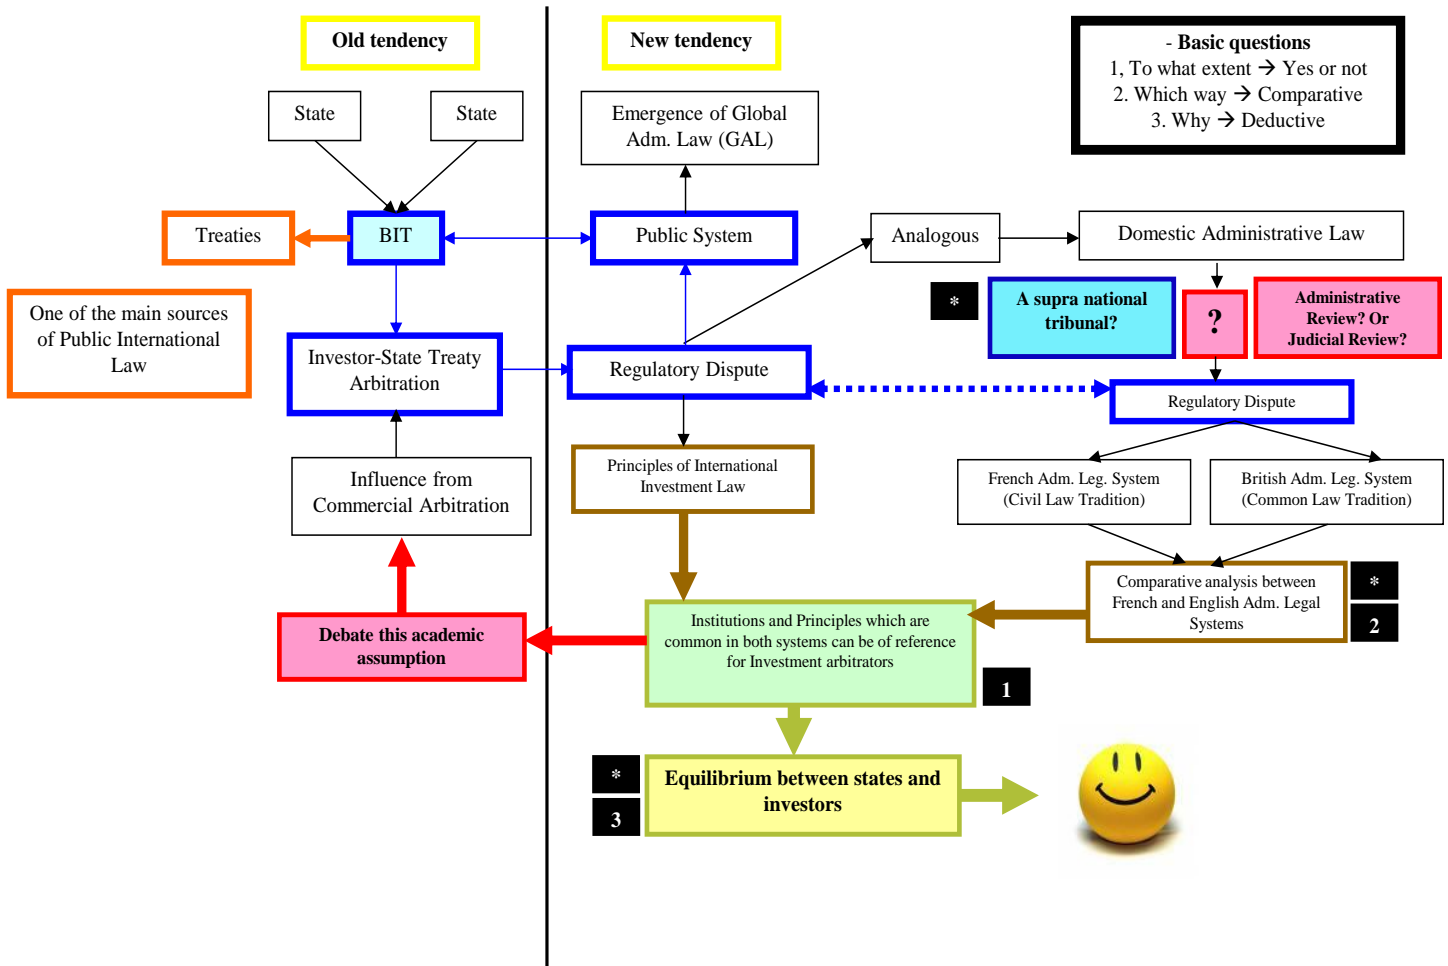 Old tendency
New tendency
- Basic questions
1, To what extent → Yes or not
2. Which way → Comparative
3. Why → Deductive
State
State
Emergence of Global
Adm. Law (GAL)
Treaties
BIT
Public System
Analogous
Domestic Administrative Law
One of the main sources
of Public International
Law
*
A supra national
tribunal?
?
Administrative
Review? Or
Judicial Review?
Investor-State Treaty
Arbitration
Regulatory Dispute
Regulatory Dispute
Influence from
Commercial Arbitration
Principles of International
Investment Law
French Adm. Leg. System
(Civil Law Tradition)
British Adm. Leg. System
(Common Law Tradition)
Comparative analysis between
French and English Adm. Legal
Systems
*
2
Debate this academic
assumption
Institutions and Principles which are
common in both systems can be of reference
for Investment arbitrators
1
*
3
Equilibrium between states and
investors